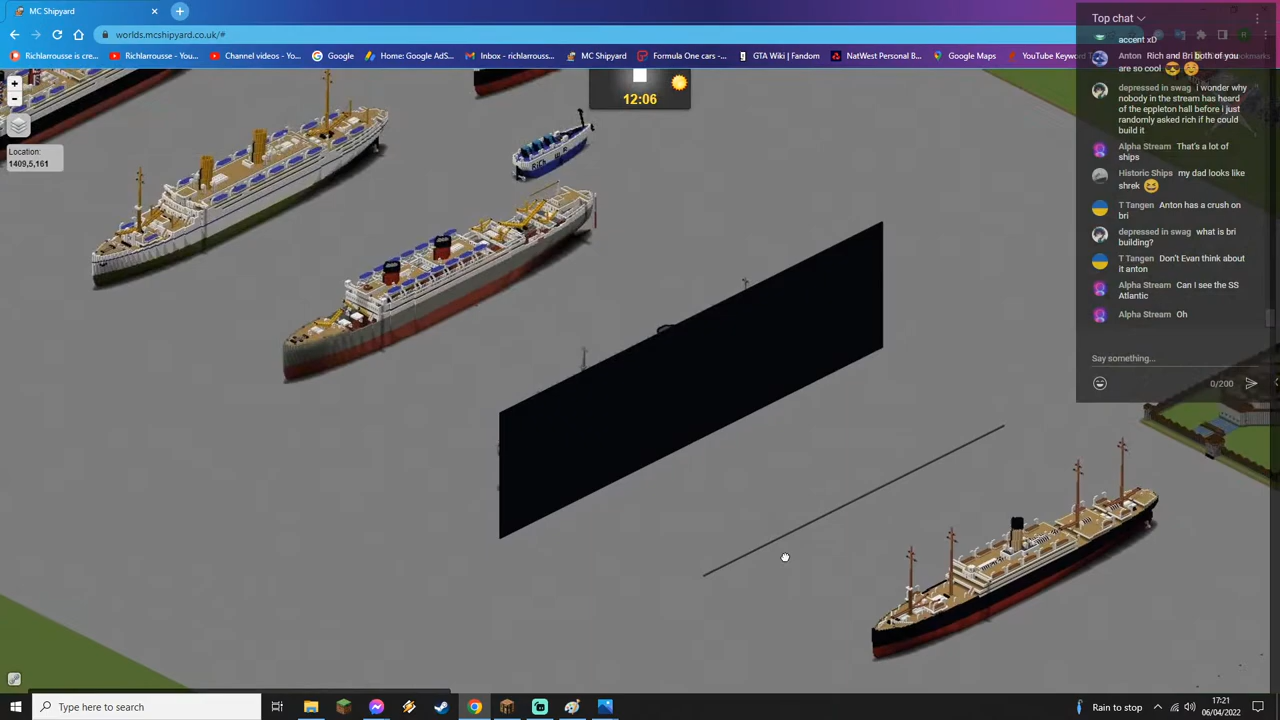 MC Shipyard
worlds.mcshipyard.co.uk/#
Richlarrousse is cre...
Richlarrousse - Yo...
Channel videos - Yo...
Google
Home: Google AdS...
Inbox - richlarrous...
MC Shipyard
Formula One cars -...
GTA Wiki | Fandom
NatWest Personal B...
Google Maps
12:06
Location:
1409,5,161
Top chat
accent xD
Anton Rich and Bri both of you
are so cool
depressed in swag i wonder why
nobody in the stream has heard
of the eppleton hall before i just
randomly asked rich if he could
build it
Alpha Stream That's a lot of
ships
Historic Ships my dad looks like
shrek
T Tangen Anton has a crush on
bri
depressed in swag what is bri
building?
T Tangen Don't Evan think about
it anton
Alpha Stream Can I see the SS
Atlantic
Alpha Stream Oh
Say something...
0/200
Type here to search
Rain to stop
17:21
06/04/2022